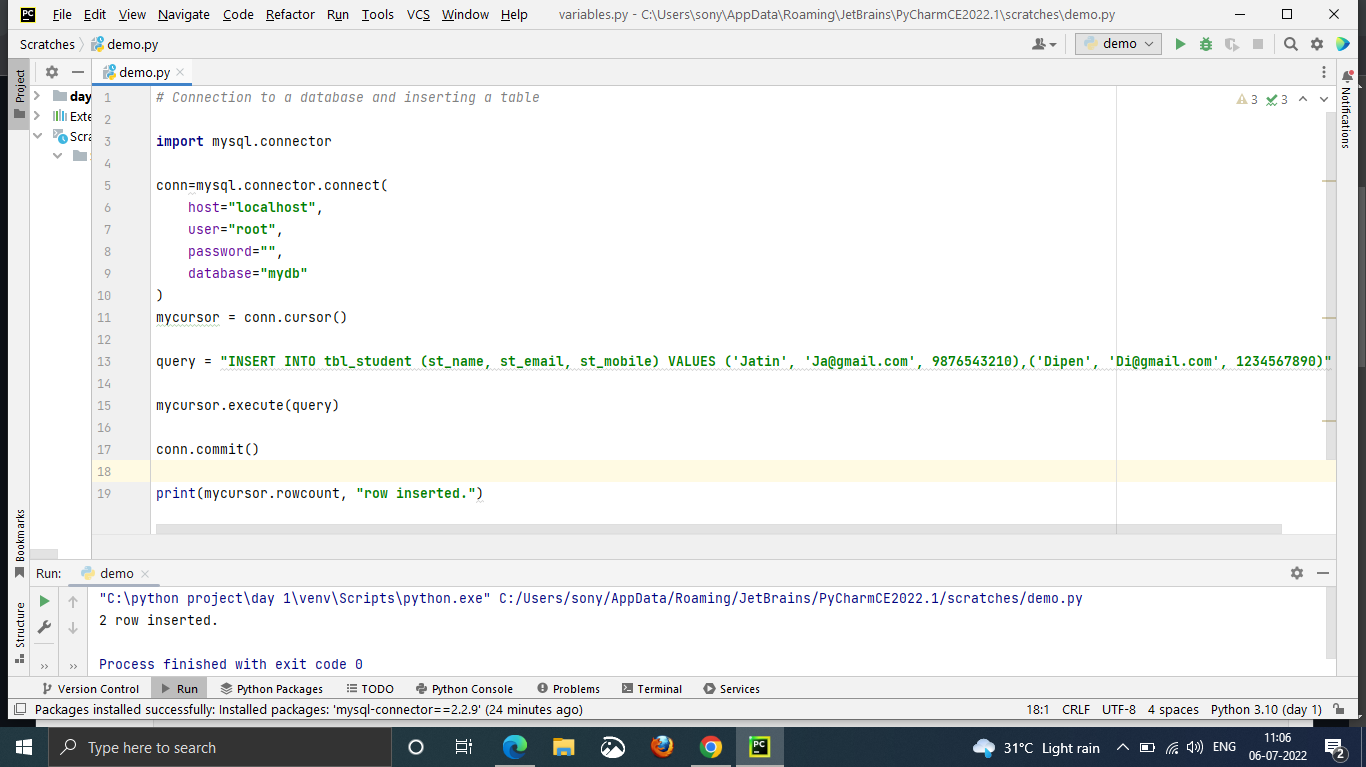 PC File Edit View Navigate Code Refactor Run Tools VCS Window Help variables.py - C:\Users\sony\AppData\Roaming\JetBrains\PyCharmCE2022.1\scratches\demo.py
Scratches demo.py demo
Project
demo.py
Notifications
day
Exte
Scra
3 3
1 # Connection to a database and inserting a table
2
3 import mysql.connector
4
5 conn=mysql.connector.connect(
6 host="localhost",
7 user="root",
8 password="",
9 database="mydb"
10 )
11 mycursor = conn.cursor()
12
13 query = "INSERT INTO tbl_student (st_name, st_email, st_mobile) VALUES ('Jatin', 'Ja@gmail.com', 9876543210),('Dipen', 'Di@gmail.com', 1234567890)"
14
15 mycursor.execute(query)
16
17 conn.commit()
18
19 print(mycursor.rowcount, "row inserted.")
Bookmarks
Structure
Run: demo
"C:\python project\day 1\venv\Scripts\python.exe" C:/Users/sony/AppData/Roaming/JetBrains/PyCharmCE2022.1/scratches/demo.py
2 row inserted.
Process finished with exit code 0
Version Control Run Python Packages TODO Python Console Problems Terminal Services
Packages installed successfully: Installed packages: 'mysql-connector==2.2.9' (24 minutes ago) 18:1 CRLF UTF-8 4 spaces Python 3.10 (day 1)
Type here to search PC 31°C Light rain ENG 11:06
06-07-2022 2